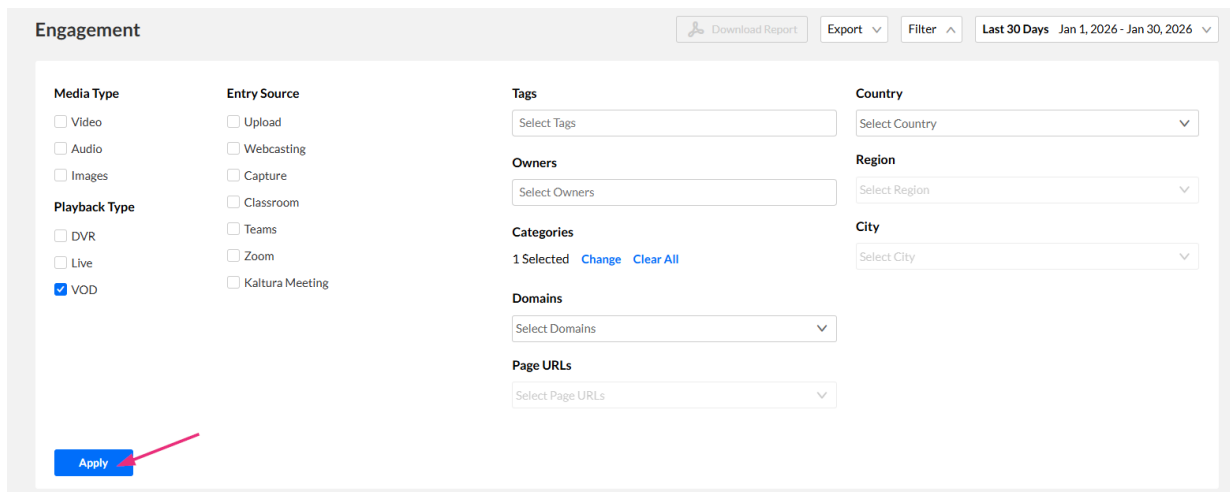 Engagement
Download Report
Export
Filter
Last 30 Days Jan 1, 2026 - Jan 30, 2026
Media Type
Video
Audio
Images
Playback Type
DVR
Live
VOD
Entry Source
Upload
Webcasting
Capture
Classroom
Teams
Zoom
Kaltura Meeting
Tags
Select Tags
Owners
Select Owners
Categories
1 Selected Change Clear All
Domains
Select Domains
Page URLs
Select Page URLs
Country
Select Country
Region
Select Region
City
Select City
Apply